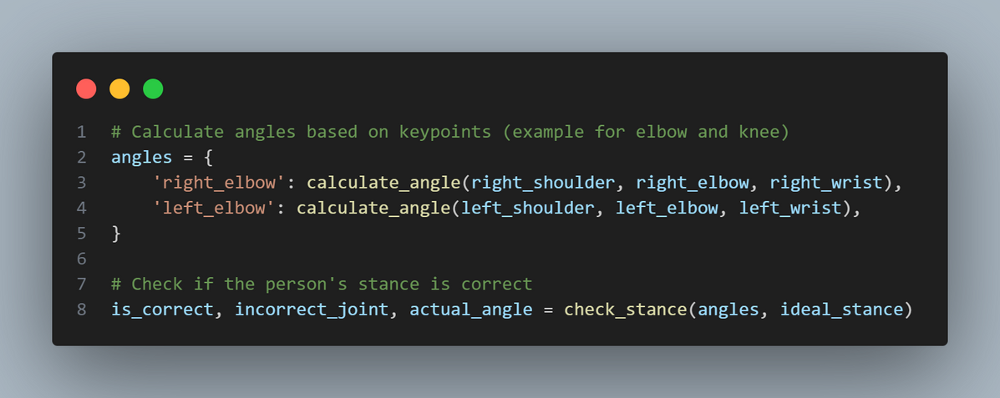 1 # Calculate angles based on keypoints (example for elbow and knee)
2 angles = {
3     'right_elbow': calculate_angle(right_shoulder, right_elbow, right_wrist),
4     'left_elbow': calculate_angle(left_shoulder, left_elbow, left_wrist),
5 }
6
7 # Check if the person's stance is correct
8 is_correct, incorrect_joint, actual_angle = check_stance(angles, ideal_stance)